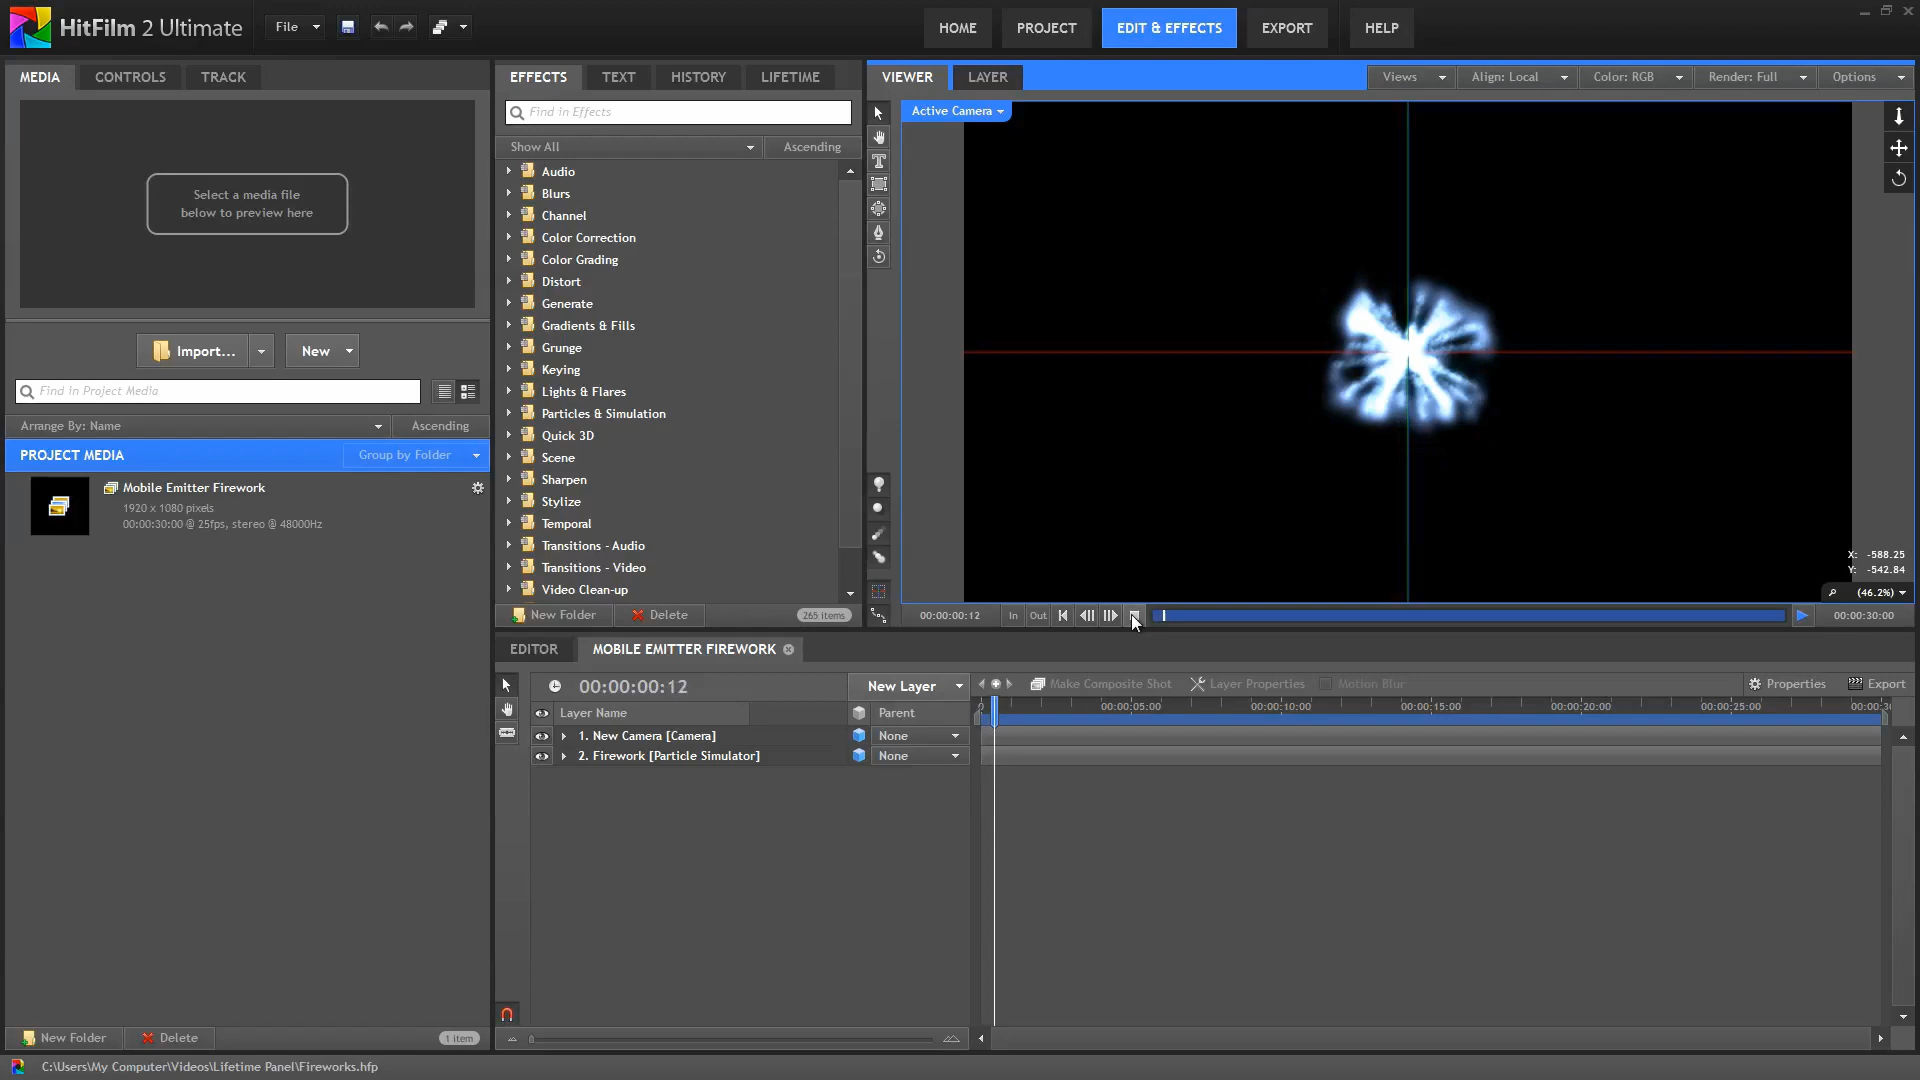 HitFilm 2 Ultimate
File
HOME
PROJECT
EDIT & EFFECTS
EXPORT
HELP
MEDIA
CONTROLS
TRACK
Select a media file
below to preview here
Import...
New
Find in Project Media
Arrange By: Name
Ascending
PROJECT MEDIA
Group by Folder
Mobile Emitter Firework
1920 x 1080 pixels
00:00:30:00 @ 25fps, stereo @ 48000Hz
New Folder
Delete
1 item
EFFECTS
TEXT
HISTORY
LIFETIME
Find in Effects
Show All
Ascending
Audio
Blurs
Channel
Color Correction
Color Grading
Distort
Generate
Gradients & Fills
Grunge
Keying
Lights & Flares
Particles & Simulation
Quick 3D
Scene
Sharpen
Stylize
Temporal
Transitions - Audio
Transitions - Video
Video Clean-up
New Folder
Delete
265 items
VIEWER
LAYER
Views
Align: Local
Color: RGB
Render: Full
Options
Active Camera
X: -588.25
Y: -542.84
(46.2%)
00:00:00:12
In
Out
00:00:30:00
EDITOR
MOBILE EMITTER FIREWORK
00:00:00:12
New Layer
Make Composite Shot
Layer Properties
Motion Blur
Properties
Export
Layer Name
Parent
0
00:00:05:00
00:00:10:00
00:00:15:00
00:00:20:00
00:00:25:00
00:00:3
1. New Camera [Camera]
None
2. Firework [Particle Simulator]
None
C:\Users\My Computer\Videos\Lifetime Panel\Fireworks.hfp